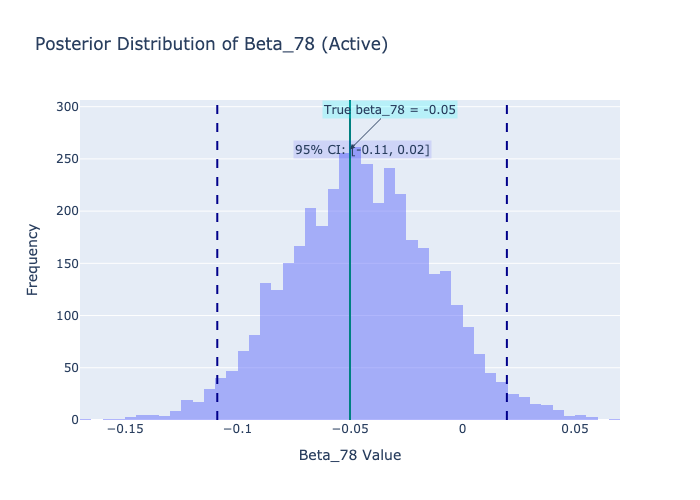 Posterior Distribution of Beta_78 (Active)
True beta_78 = -0.05
95% CI: [-0.11, 0.02]
300
250
200
150
100
50
0
Frequency
−0.15
−0.1
−0.05
0
0.05
Beta_78 Value